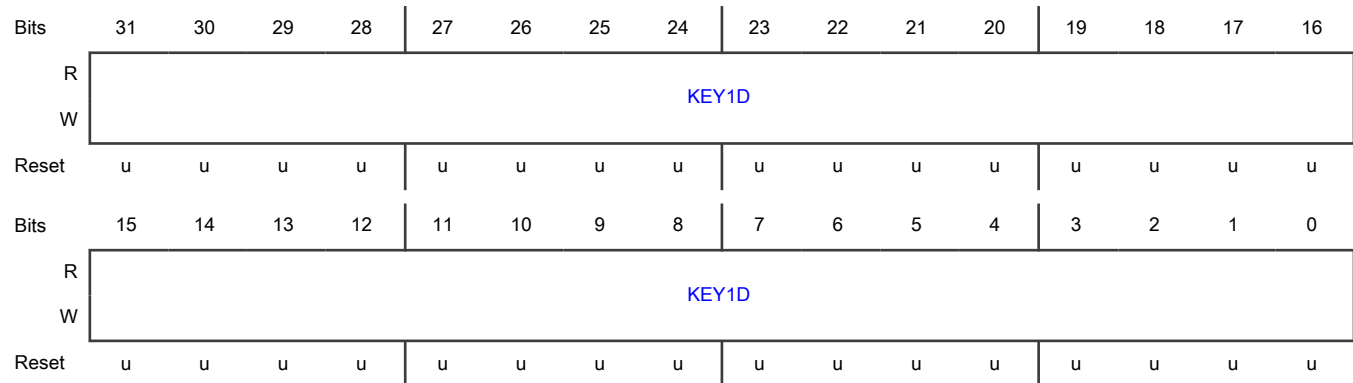 Bits 31 30 29 28 27 26 25 24 23 22 21 20 19 18 17 16
R
KEY1D
W
Reset u u u u u u u u u u u u u u u u
Bits 15 14 13 12 11 10 9 8 7 6 5 4 3 2 1 0
R
KEY1D
W
Reset u u u u u u u u u u u u u u u u